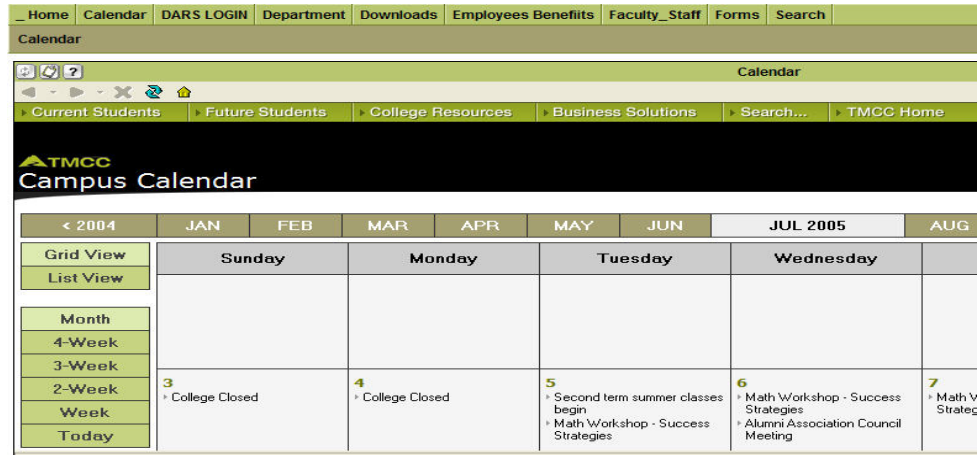 _ Home Calendar DARS LOGIN Department Downloads Employees Benefiits Faculty_Staff Forms Search
Calendar
Calendar
Current Students Future Students College Resources Business Solutions Search... TMCC Home
TMCC
Campus Calendar
< 2004 JAN FEB MAR APR MAY JUN JUL 2005 AUG
Grid View Sunday Monday Tuesday Wednesday
List View
Month
4-Week
3-Week
2-Week
Week
Today
3
College Closed
4
College Closed
5
Second term summer classes
begin
Math Workshop - Success
Strategies
6
Math Workshop - Success
Strategies
Alumni Association Council
Meeting
7
Math